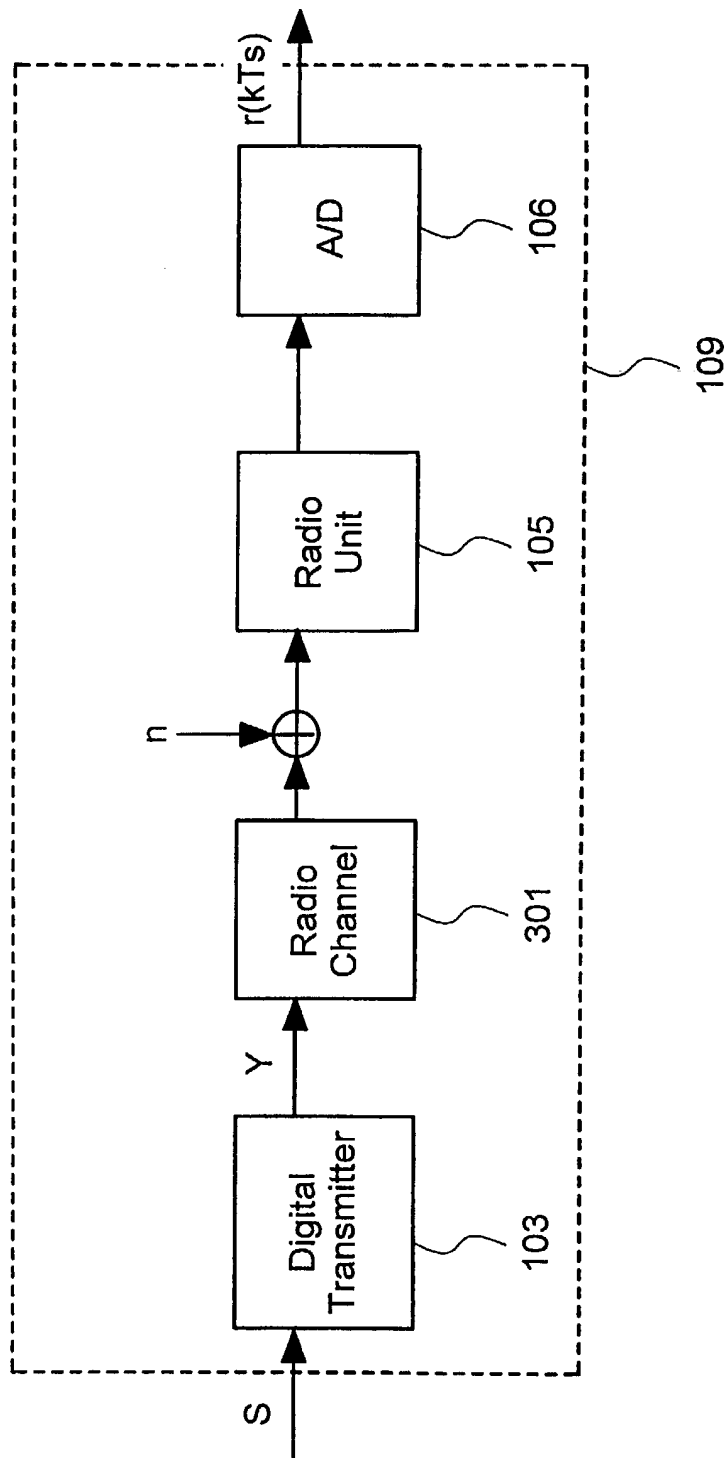 S
Digital
Transmitter
103
Y
Radio
Channel
301
n
Radio
Unit
105
A/D
106
r(kTs)
109